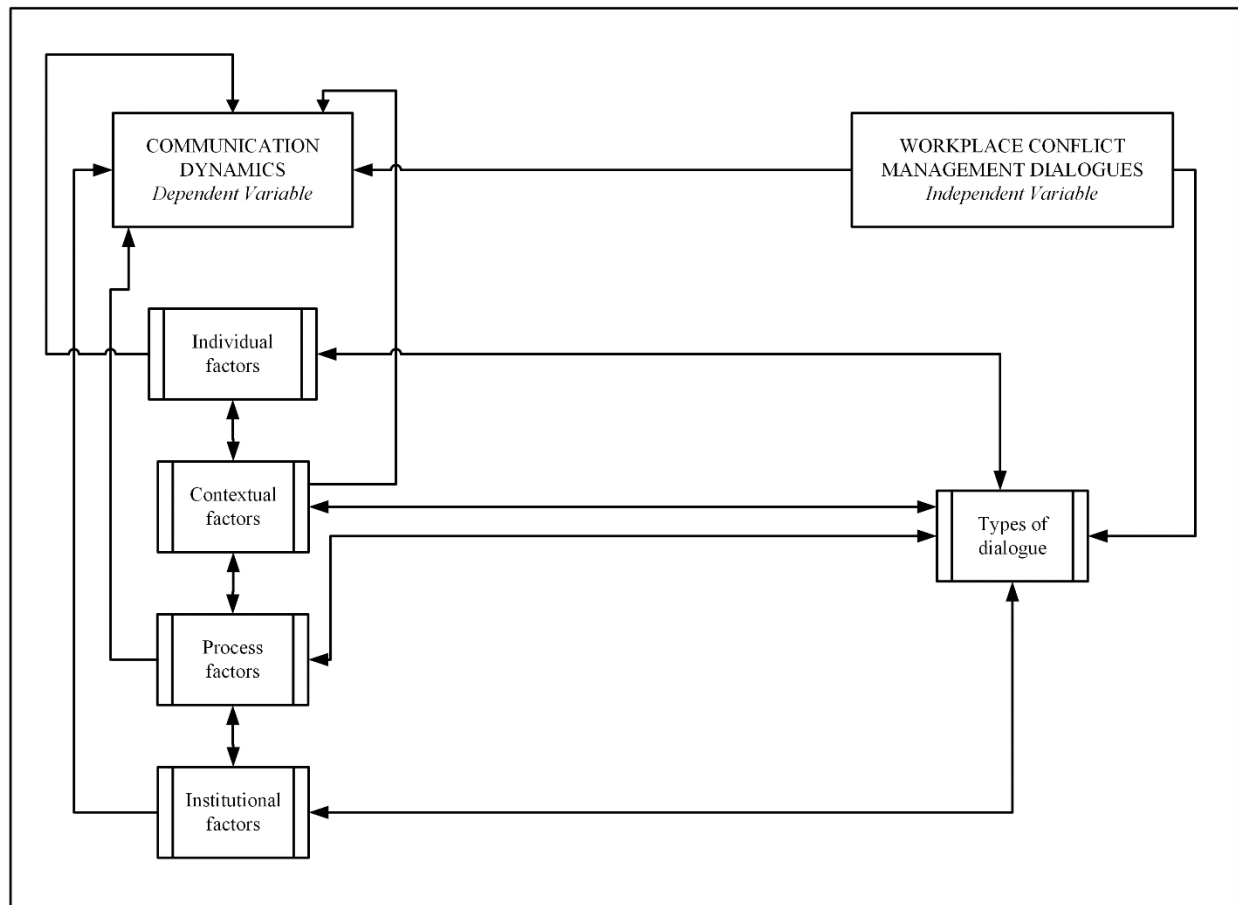 COMMUNICATION
DYNAMICS
Dependent Variable
WORKPLACE CONFLICT
MANAGEMENT DIALOGUES
Independent Variable
Individual
factors
Contextual
factors
Types of
dialogue
Process
factors
Institutional
factors